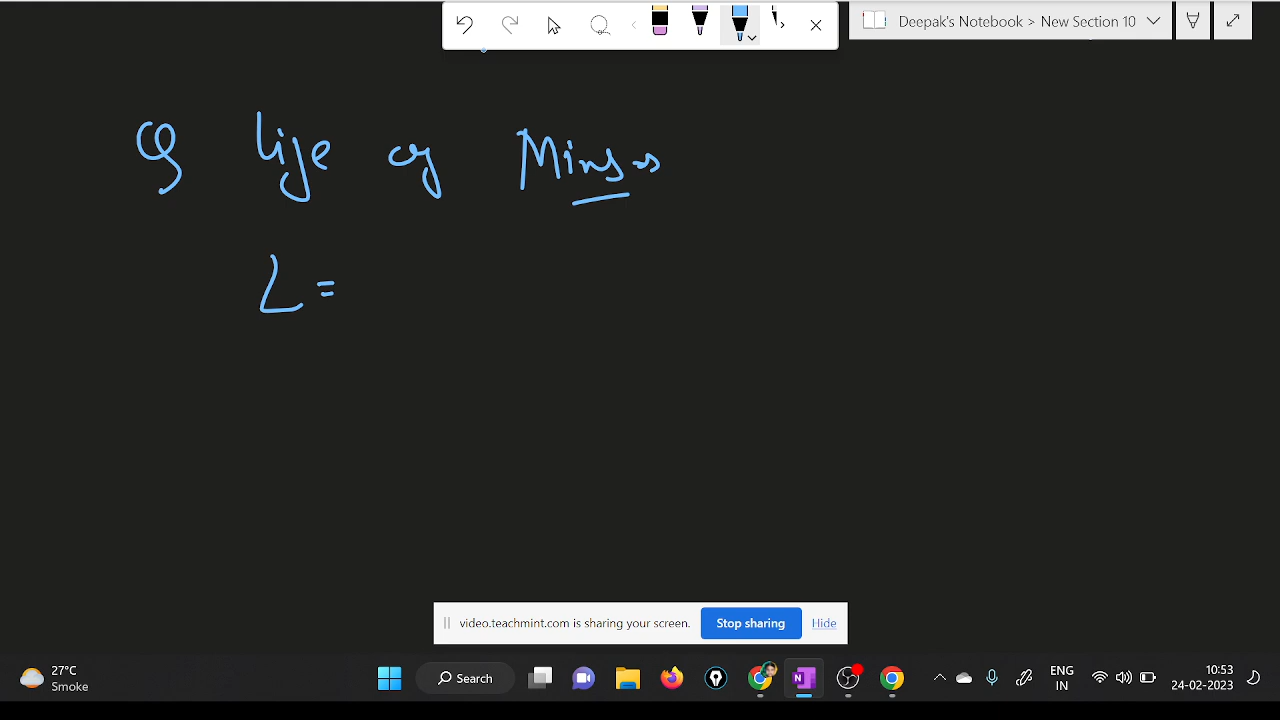 Deepak's Notebook > New Section 10
Q life of Mines
L =
video.teachmint.com is sharing your screen.
Stop sharing
Hide
27°C
Smoke
Search
ENG
IN
10:53
24-02-2023